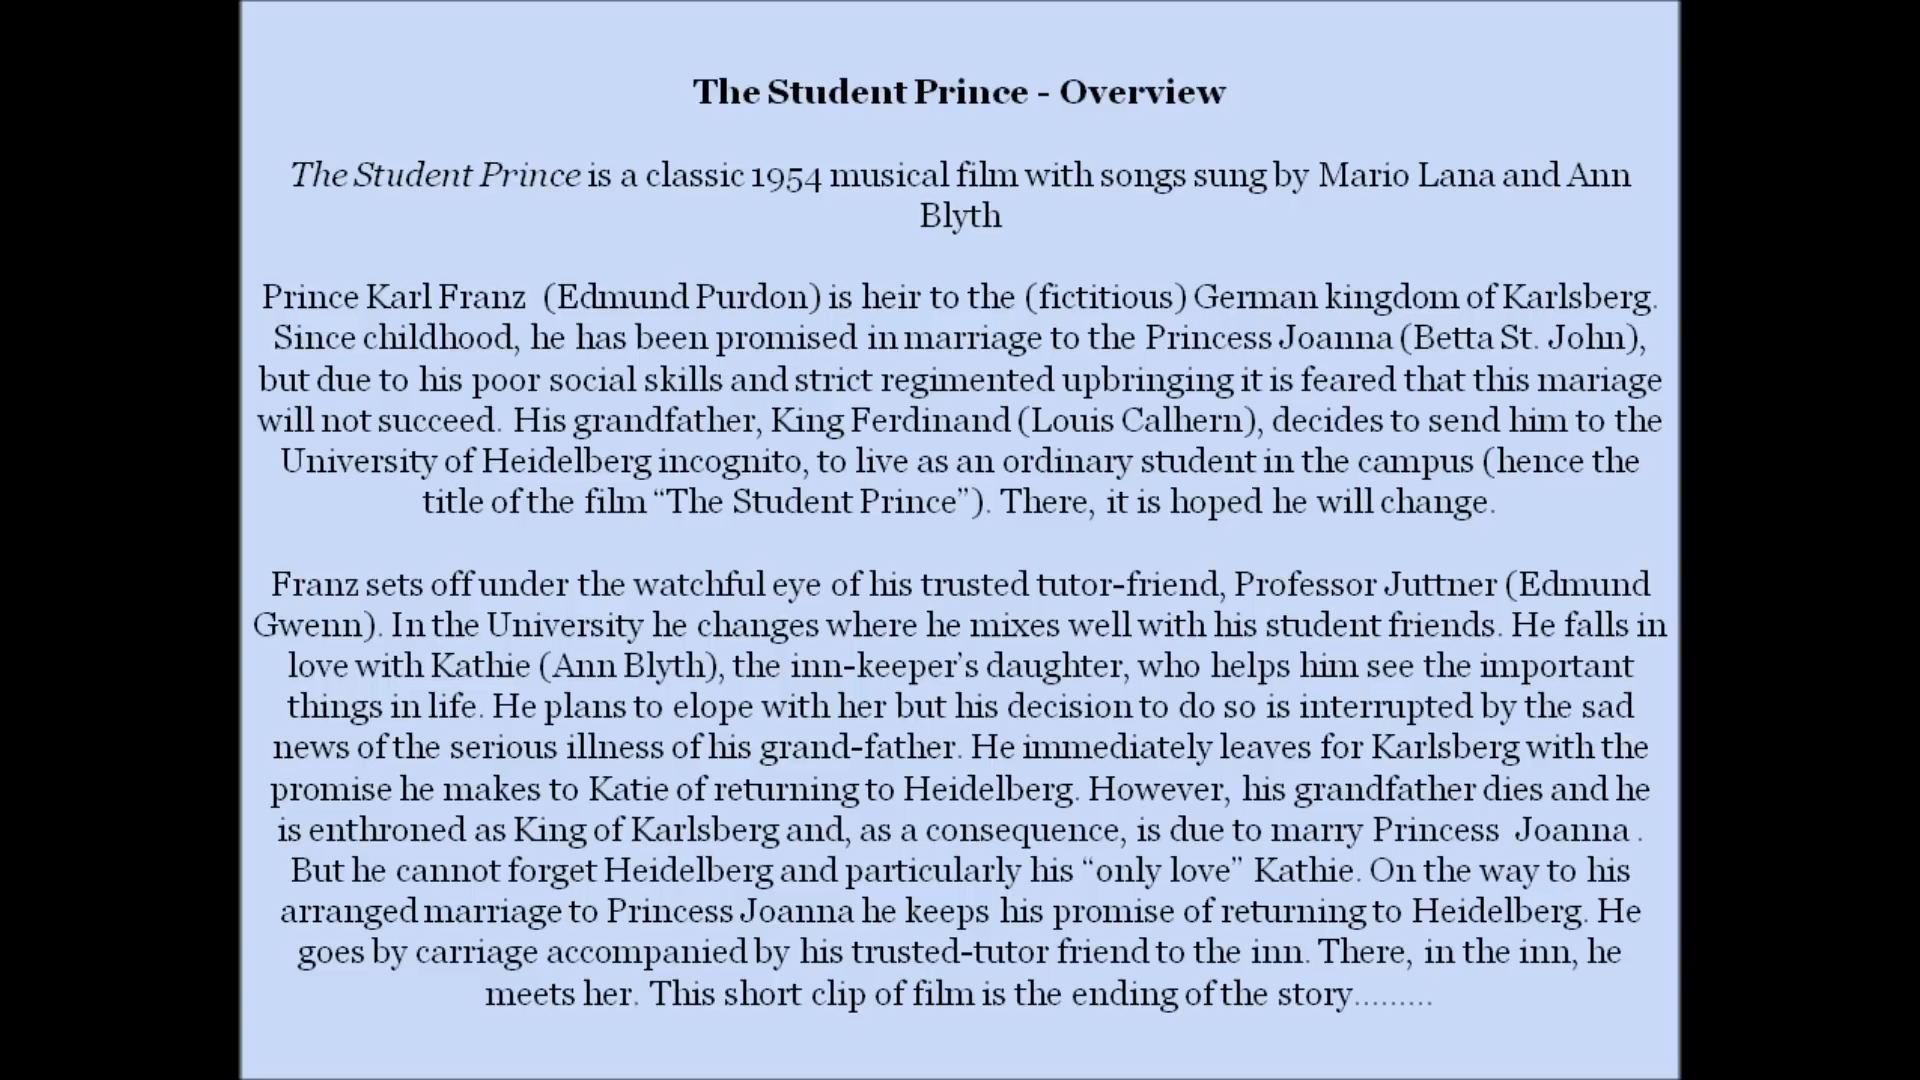 The Student Prince - Overview
The Student Prince is a classic 1954 musical film with songs sung by Mario Lana and Ann
Blyth
Prince Karl Franz (Edmund Purdon) is heir to the (fictitious) German kingdom of Karlsberg.
Since childhood, he has been promised in marriage to the Princess Joanna (Betta St. John),
but due to his poor social skills and strict regimented upbringing it is feared that this mariage
will not succeed. His grandfather, King Ferdinand (Louis Calhern), decides to send him to the
University of Heidelberg incognito, to live as an ordinary student in the campus (hence the
title of the film “The Student Prince”). There, it is hoped he will change.
Franz sets off under the watchful eye of his trusted tutor-friend, Professor Juttner (Edmund
Gwenn). In the University he changes where he mixes well with his student friends. He falls in
love with Kathie (Ann Blyth), the inn-keeper’s daughter, who helps him see the important
things in life. He plans to elope with her but his decision to do so is interrupted by the sad
news of the serious illness of his grand-father. He immediately leaves for Karlsberg with the
promise he makes to Katie of returning to Heidelberg. However, his grandfather dies and he
is enthroned as King of Karlsberg and, as a consequence, is due to marry Princess Joanna .
But he cannot forget Heidelberg and particularly his “only love” Kathie. On the way to his
arranged marriage to Princess Joanna he keeps his promise of returning to Heidelberg. He
goes by carriage accompanied by his trusted-tutor friend to the inn. There, in the inn, he
meets her. This short clip of film is the ending of the story.........